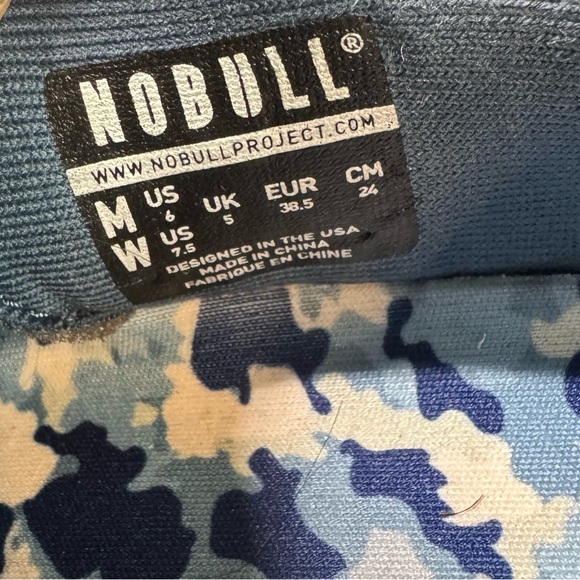 NOBULL®
WWW.NOBULLPROJECT.COM
M US 6 UK 5 EUR 38.5 CM 24
W US 7.5
DESIGNED IN THE USA
MADE IN CHINA
FABRIQUE EN CHINE